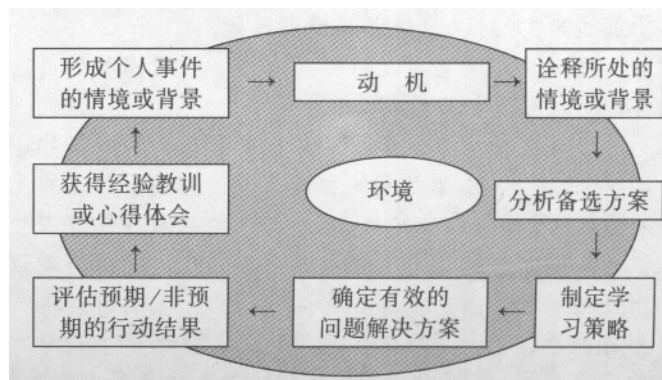 形成个人事件
的情境或背景
动 机
诠释所处的
情境或背景
获得经验教训
或心得体会
环境
/分析备选方案
评估预期/非预
期的行动结果
确定有效的
问题解决方案
制定学
习策略